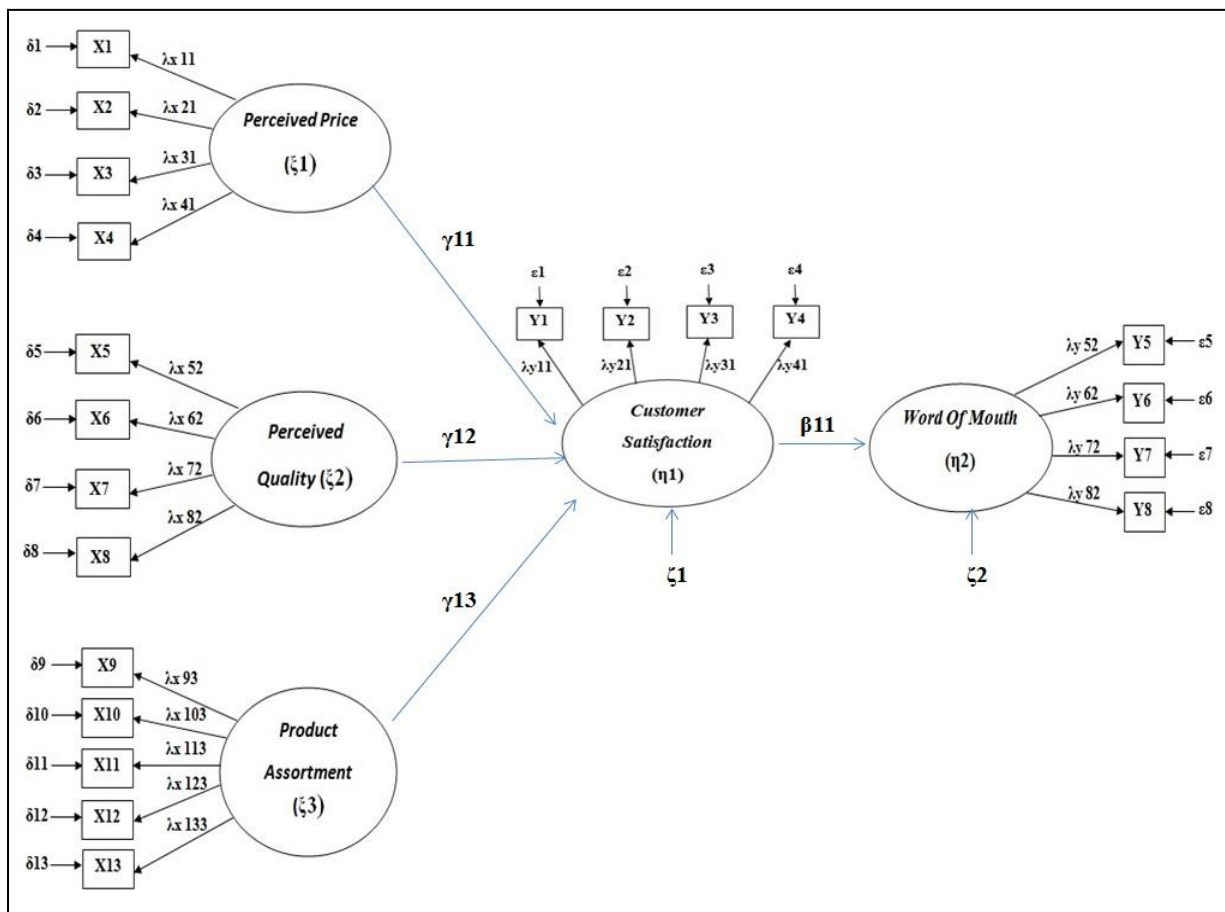 δ1
X1
λx 11
δ2
X2
λx 21
δ3
X3
λx 31
δ4
X4
λx 41
Perceived Price
(ξ1)
γ11
δ5
X5
λx 52
δ6
X6
λx 62
δ7
X7
λx 72
δ8
X8
λx 82
Perceived
Quality (ξ2)
γ12
δ9
X9
λx 93
δ10
X10
λx 103
δ11
X11
λx 113
δ12
X12
λx 123
δ13
X13
λx 133
Product
Assortment
(ξ3)
γ13
ε1
ε2
ε3
ε4
Y1
Y2
Y3
Y4
λy11
λy21
λy31
λy41
Customer
Satisfaction
(η1)
ζ1
β11
Word Of Mouth
(η2)
ζ2
λy 52
Y5
ε5
λy 62
Y6
ε6
λy 72
Y7
ε7
λy 82
Y8
ε8